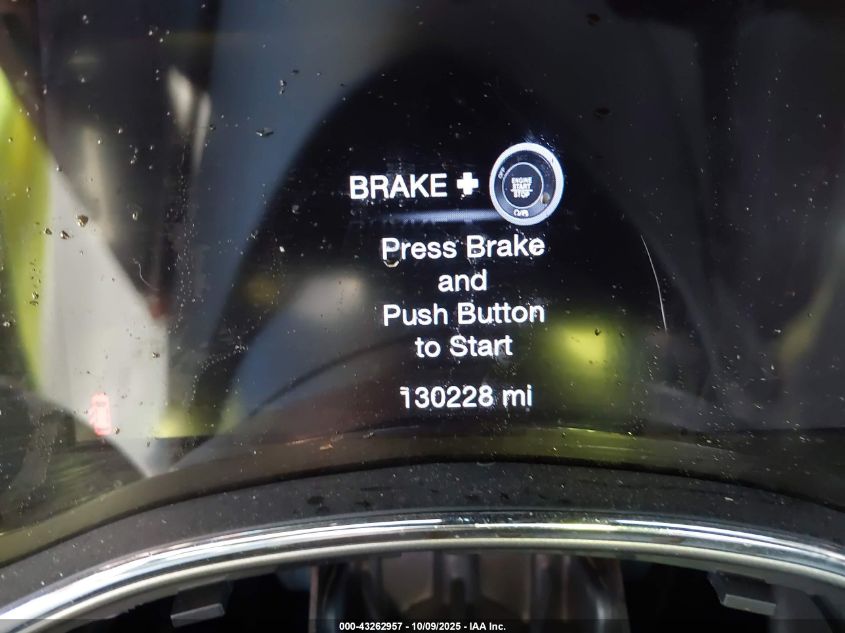 BRAKE +
OFF
ENGINE
START
STOP
Press Brake
and
Push Button
to Start
130228 mi
000-43262957 - 10/09/2025 - IAA Inc.